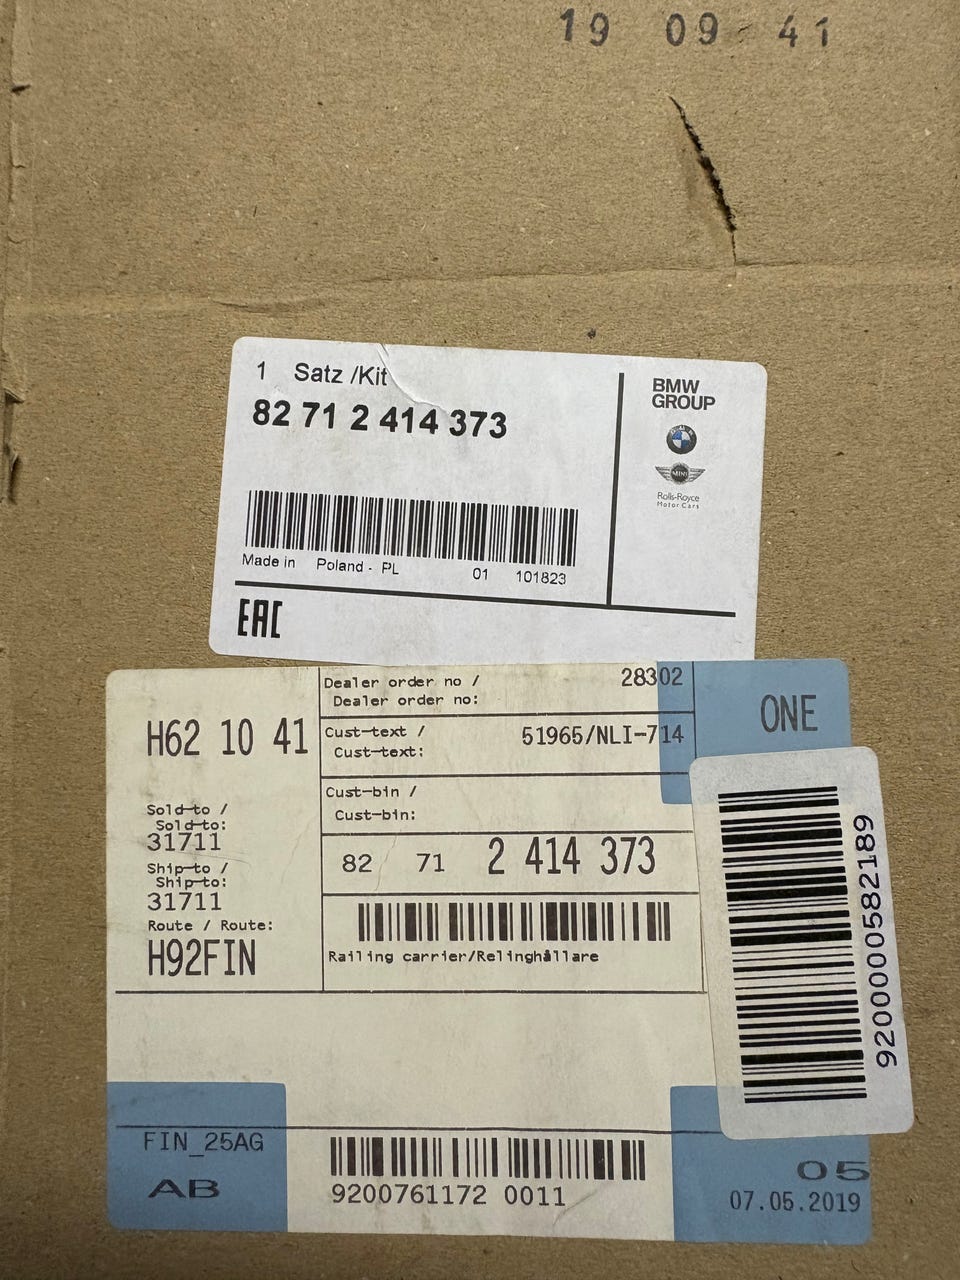 19 09 41
1 Satz /Kit
82 71 2 414 373
Made in Poland - PL 01 101823
EAC
BMW
GROUP
MINI
Rolls-Royce
Motor Cars
H62 10 41
Sold-to /
Sold-to:
31711
Ship-to /
Ship-to:
31711
Route / Route:
H92FIN
Dealer order no / 28302
Dealer order no:
Cust-text / 51965/NLI-714
Cust-text:
Cust-bin /
Cust-bin:
82 71 2 414 373
Railing carrier/Relinghållare
ONE
9200000582189
FIN_25AG
AB
9200761172 0011
05
07.05.2019